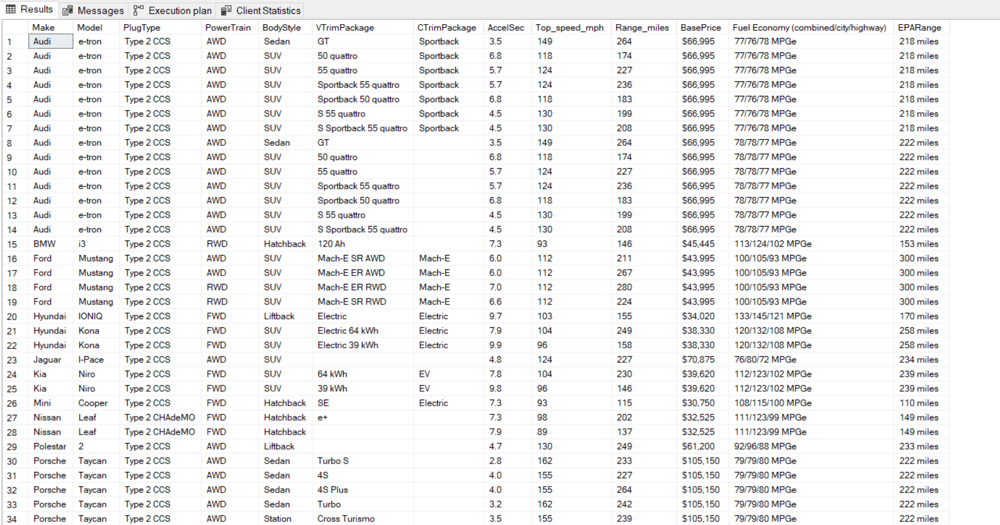 Results Messages Execution plan Client Statistics
Make Model PlugType PowerTrain BodyStyle VTrimPackage CTrimPackage AccelSec Top_speed_mph Range_miles BasePrice Fuel Economy (combined/city/highway) EPARange
1 Audi e-tron Type 2 CCS AWD Sedan GT Sportback 3.5 149 264 $66,995 77/76/78 MPGe 218 miles
2 Audi e-tron Type 2 CCS AWD SUV 50 quattro Sportback 6.8 118 174 $66,995 77/76/78 MPGe 218 miles
3 Audi e-tron Type 2 CCS AWD SUV 55 quattro Sportback 5.7 124 227 $66,995 77/76/78 MPGe 218 miles
4 Audi e-tron Type 2 CCS AWD SUV Sportback 55 quattro Sportback 5.7 124 236 $66,995 77/76/78 MPGe 218 miles
5 Audi e-tron Type 2 CCS AWD SUV Sportback 50 quattro Sportback 6.8 118 183 $66,995 77/76/78 MPGe 218 miles
6 Audi e-tron Type 2 CCS AWD SUV S 55 quattro Sportback 4.5 130 199 $66,995 77/76/78 MPGe 218 miles
7 Audi e-tron Type 2 CCS AWD SUV S Sportback 55 quattro Sportback 4.5 130 208 $66,995 77/76/78 MPGe 218 miles
8 Audi e-tron Type 2 CCS AWD Sedan GT 3.5 149 264 $66,995 78/78/77 MPGe 222 miles
9 Audi e-tron Type 2 CCS AWD SUV 50 quattro 6.8 118 174 $66,995 78/78/77 MPGe 222 miles
10 Audi e-tron Type 2 CCS AWD SUV 55 quattro 5.7 124 227 $66,995 78/78/77 MPGe 222 miles
11 Audi e-tron Type 2 CCS AWD SUV Sportback 55 quattro 5.7 124 236 $66,995 78/78/77 MPGe 222 miles
12 Audi e-tron Type 2 CCS AWD SUV Sportback 50 quattro 6.8 118 183 $66,995 78/78/77 MPGe 222 miles
13 Audi e-tron Type 2 CCS AWD SUV S 55 quattro 4.5 130 199 $66,995 78/78/77 MPGe 222 miles
14 Audi e-tron Type 2 CCS AWD SUV S Sportback 55 quattro 4.5 130 208 $66,995 78/78/77 MPGe 222 miles
15 BMW i3 Type 2 CCS RWD Hatchback 120 Ah 7.3 93 146 $45,445 113/124/102 MPGe 153 miles
16 Ford Mustang Type 2 CCS AWD SUV Mach-E SR AWD Mach-E 6.0 112 211 $43,995 100/105/93 MPGe 300 miles
17 Ford Mustang Type 2 CCS AWD SUV Mach-E ER AWD Mach-E 6.0 112 267 $43,995 100/105/93 MPGe 300 miles
18 Ford Mustang Type 2 CCS RWD SUV Mach-E ER RWD Mach-E 7.0 112 280 $43,995 100/105/93 MPGe 300 miles
19 Ford Mustang Type 2 CCS RWD SUV Mach-E SR RWD Mach-E 6.6 112 224 $43,995 100/105/93 MPGe 300 miles
20 Hyundai IONIQ Type 2 CCS FWD Liftback Electric Electric 9.7 103 155 $34,020 133/145/121 MPGe 170 miles
21 Hyundai Kona Type 2 CCS FWD SUV Electric 64 kWh Electric 7.9 104 249 $38,330 120/132/108 MPGe 258 miles
22 Hyundai Kona Type 2 CCS FWD SUV Electric 39 kWh Electric 9.9 96 158 $38,330 120/132/108 MPGe 258 miles
23 Jaguar I-Pace Type 2 CCS AWD SUV 4.8 124 227 $70,875 76/80/72 MPGe 234 miles
24 Kia Niro Type 2 CCS FWD SUV 64 kWh EV 7.8 104 230 $39,620 112/123/102 MPGe 239 miles
25 Kia Niro Type 2 CCS FWD SUV 39 kWh EV 9.8 96 146 $39,620 112/123/102 MPGe 239 miles
26 Mini Cooper Type 2 CCS FWD Hatchback SE Electric 7.3 93 115 $30,750 108/115/100 MPGe 110 miles
27 Nissan Leaf Type 2 CHAdeMO FWD Hatchback e+ 7.3 98 202 $32,525 111/123/99 MPGe 149 miles
28 Nissan Leaf Type 2 CHAdeMO FWD Hatchback 7.9 89 137 $32,525 111/123/99 MPGe 149 miles
29 Polestar 2 Type 2 CCS AWD Liftback 4.7 130 249 $61,200 92/96/88 MPGe 233 miles
30 Porsche Taycan Type 2 CCS AWD Sedan Turbo S 2.8 162 233 $105,150 79/79/80 MPGe 222 miles
31 Porsche Taycan Type 2 CCS AWD Sedan 4S 4.0 155 227 $105,150 79/79/80 MPGe 222 miles
32 Porsche Taycan Type 2 CCS AWD Sedan 4S Plus 4.0 155 264 $105,150 79/79/80 MPGe 222 miles
33 Porsche Taycan Type 2 CCS AWD Sedan Turbo 3.2 162 242 $105,150 79/79/80 MPGe 222 miles
34 Porsche Taycan Type 2 CCS AWD Station Cross Turismo 3.5 155 239 $105,150 79/79/80 MPGe 222 miles